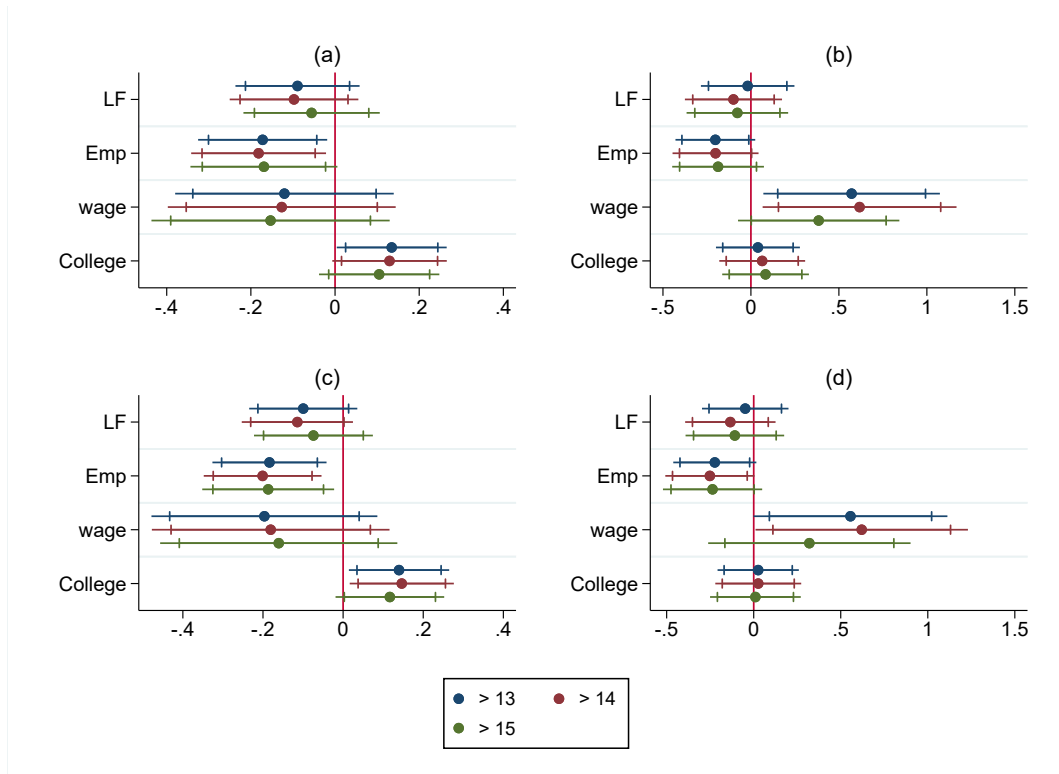 (a)
LF
Emp
wage
College
-.4 -.2 0 .2 .4
(b)
LF
Emp
wage
College
-.5 0 .5 1 1.5
(c)
LF
Emp
wage
College
-.4 -.2 0 .2 .4
(d)
LF
Emp
wage
College
-.5 0 .5 1 1.5
> 13 > 14
> 15